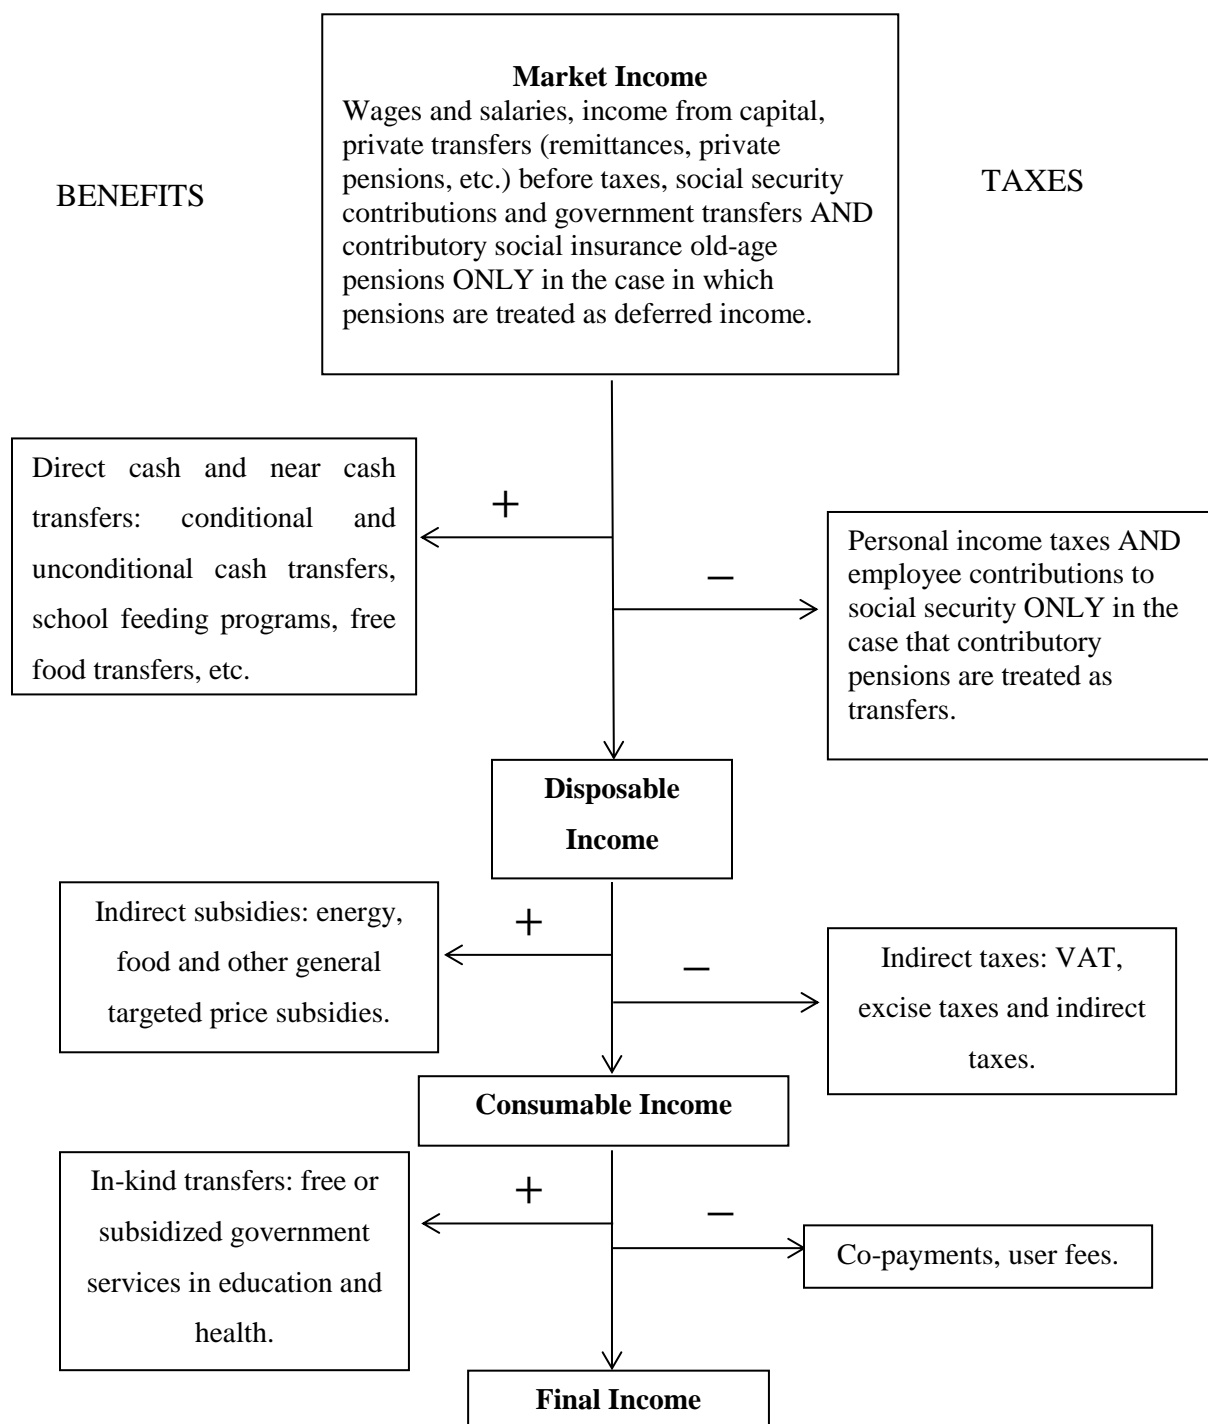 Market Income
Wages and salaries, income from capital,
private transfers (remittances, private
pensions, etc.) before taxes, social security
contributions and government transfers AND
contributory social insurance old-age
pensions ONLY in the case in which
pensions are treated as deferred income.
BENEFITS
TAXES
Direct cash and near cash
transfers: conditional and
unconditional cash transfers,
school feeding programs, free
food transfers, etc.
+
−
Personal income taxes AND
employee contributions to
social security ONLY in the
case that contributory
pensions are treated as
transfers.
Disposable
Income
Indirect subsidies: energy,
food and other general
targeted price subsidies.
+
−
Indirect taxes: VAT,
excise taxes and indirect
taxes.
Consumable Income
In-kind transfers: free or
subsidized government
services in education and
health.
+
−
Co-payments, user fees.
Final Income